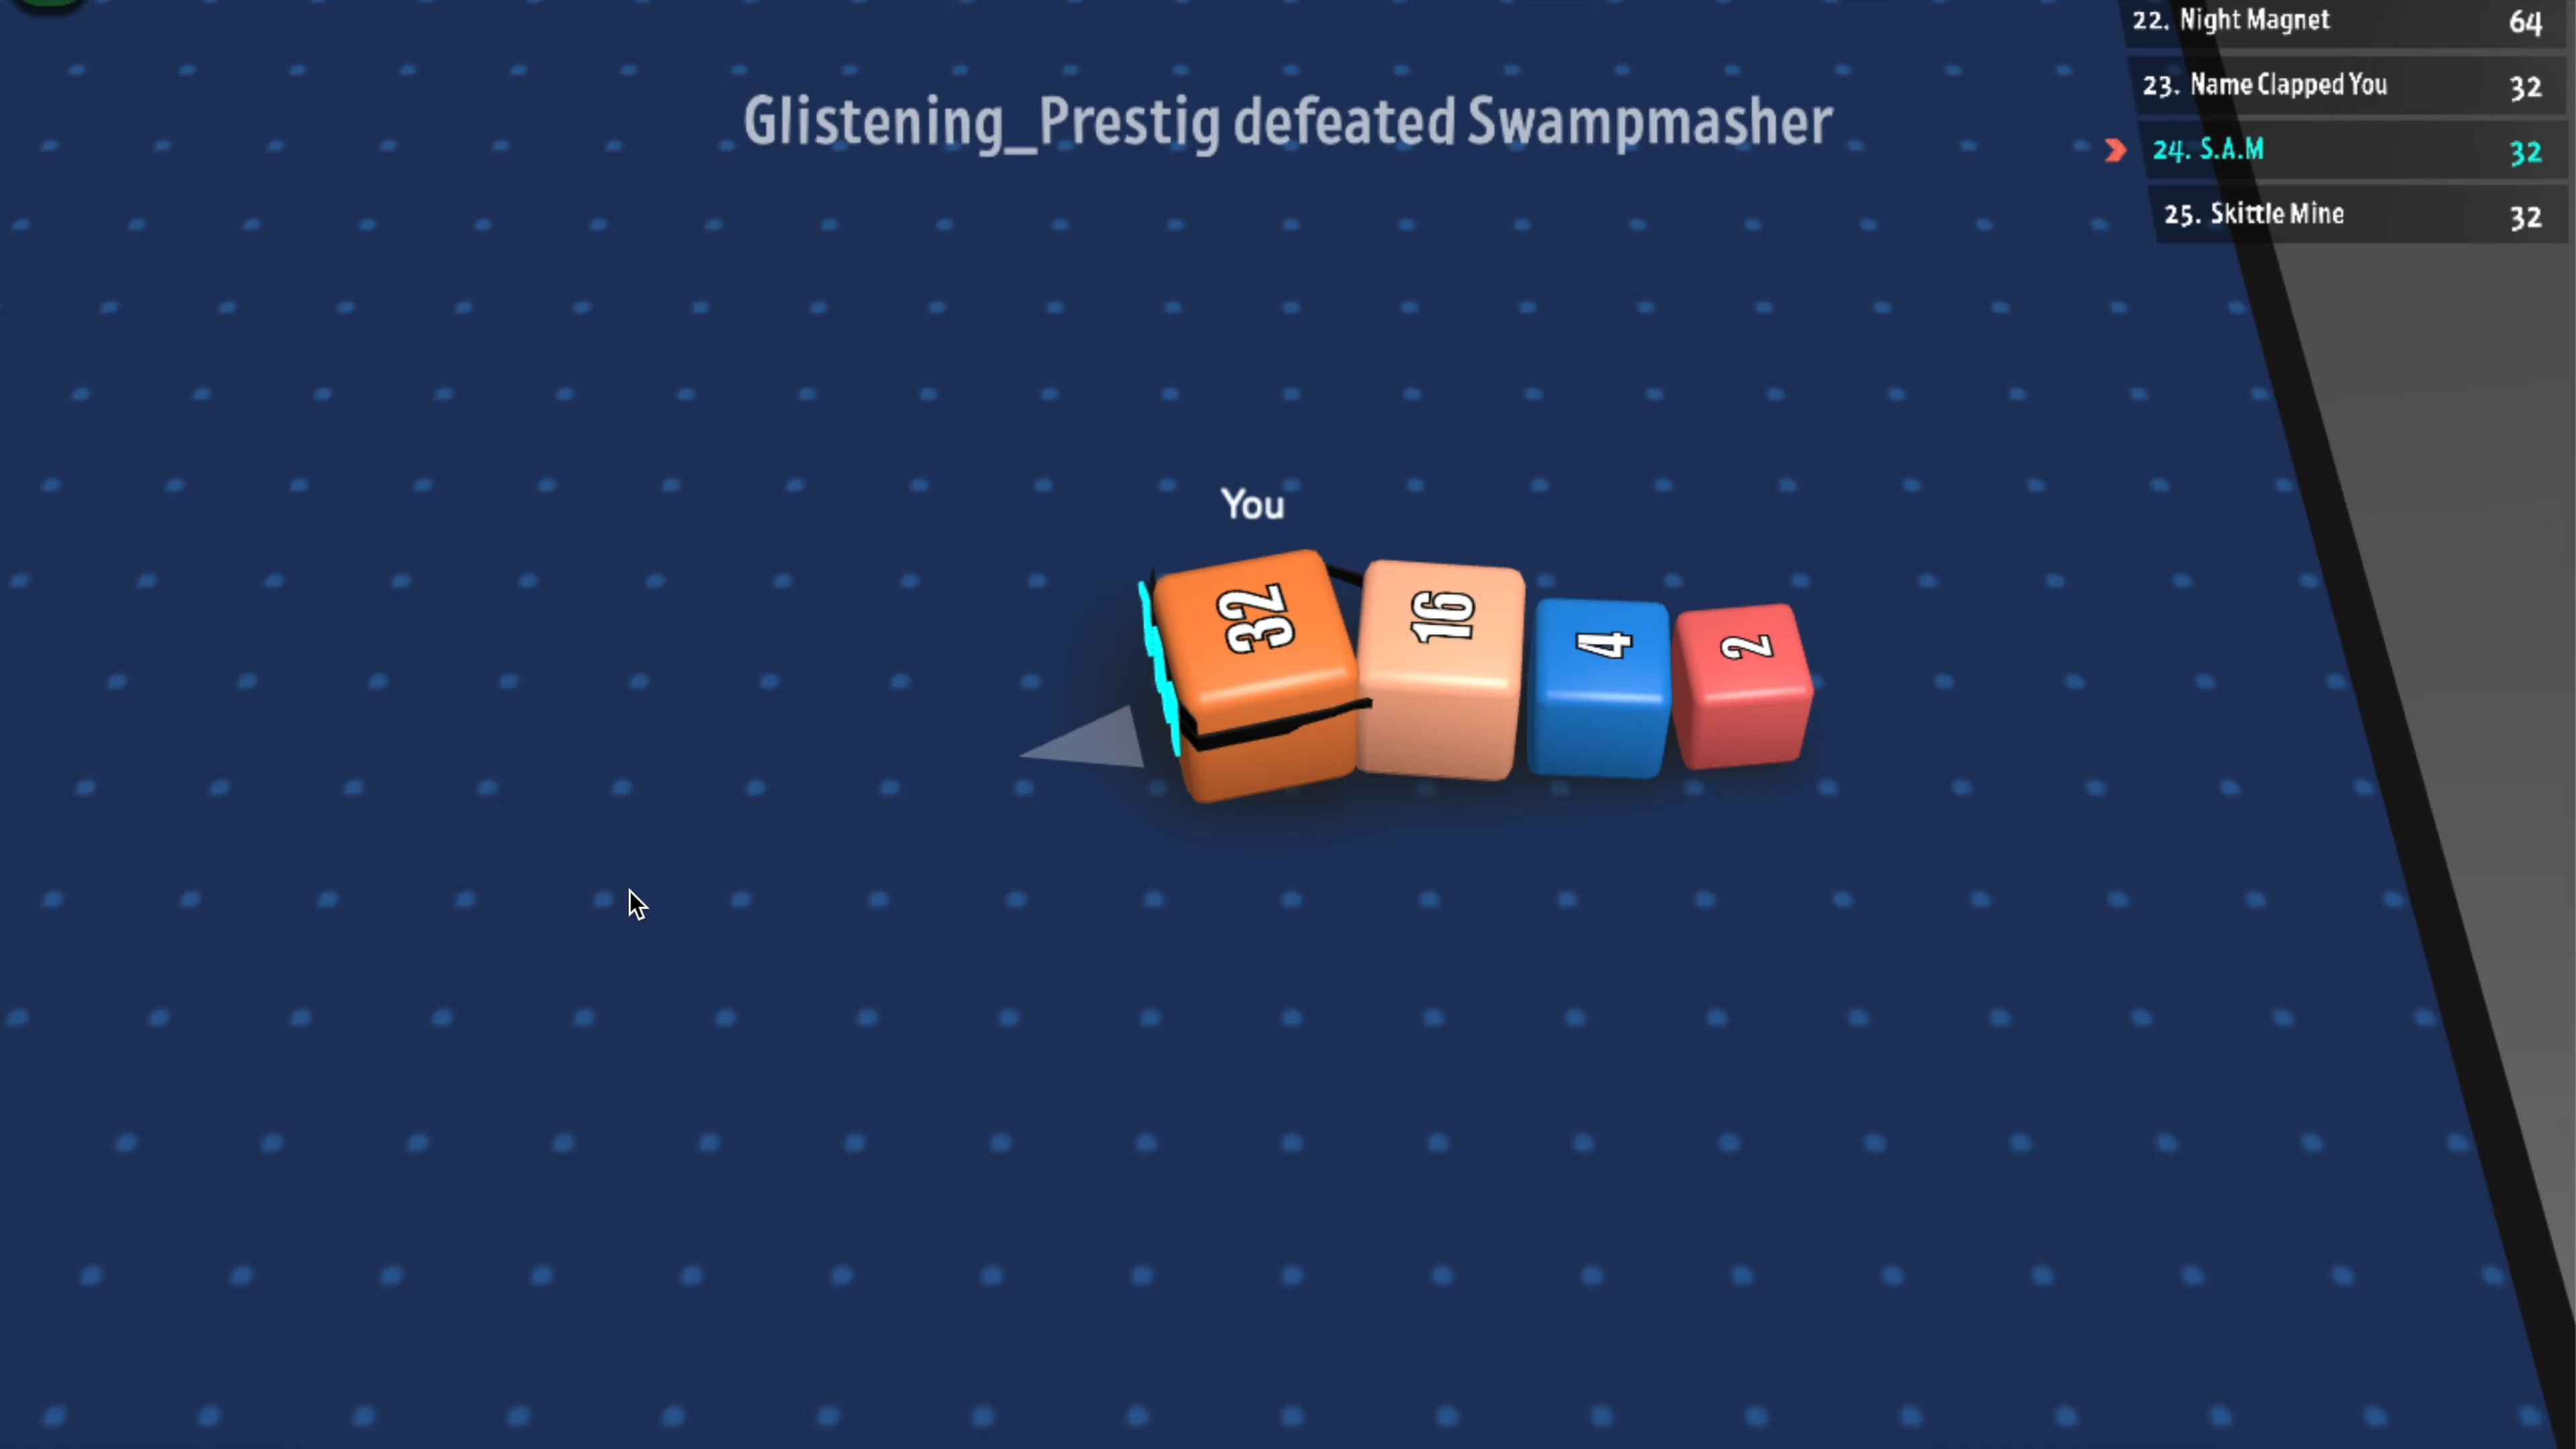 22. Night Magnet 64
23. Name Clapped You 32
24. S.A.M 32
25. Skittle Mine 32
Glistening_Prestig defeated Swampmasher
You
32
16
4
2